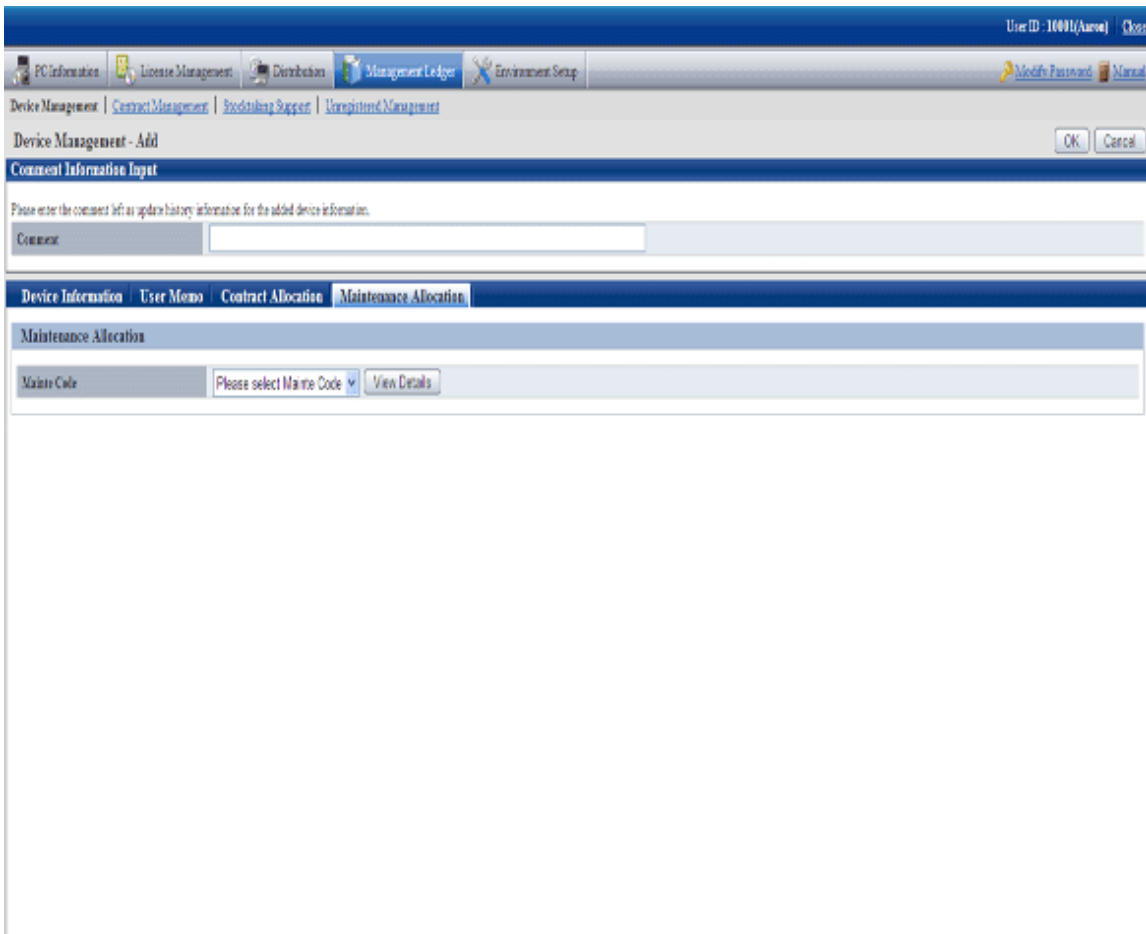 User ID : 10001(Aaron) Close
PC Information License Management Distribution Management Ledger Environment Setup Modify Password Manual
Device Management | Contract Management | Stocktaking Support | Unregistered Management
Device Management - Add OK Cancel
Comment Information Input
Please enter the comment left as update history information for the added device information.
Comment
Device Information User Memo Contract Allocation Maintenance Allocation
Maintenance Allocation
Mainte Code Please select Mainte Code View Details